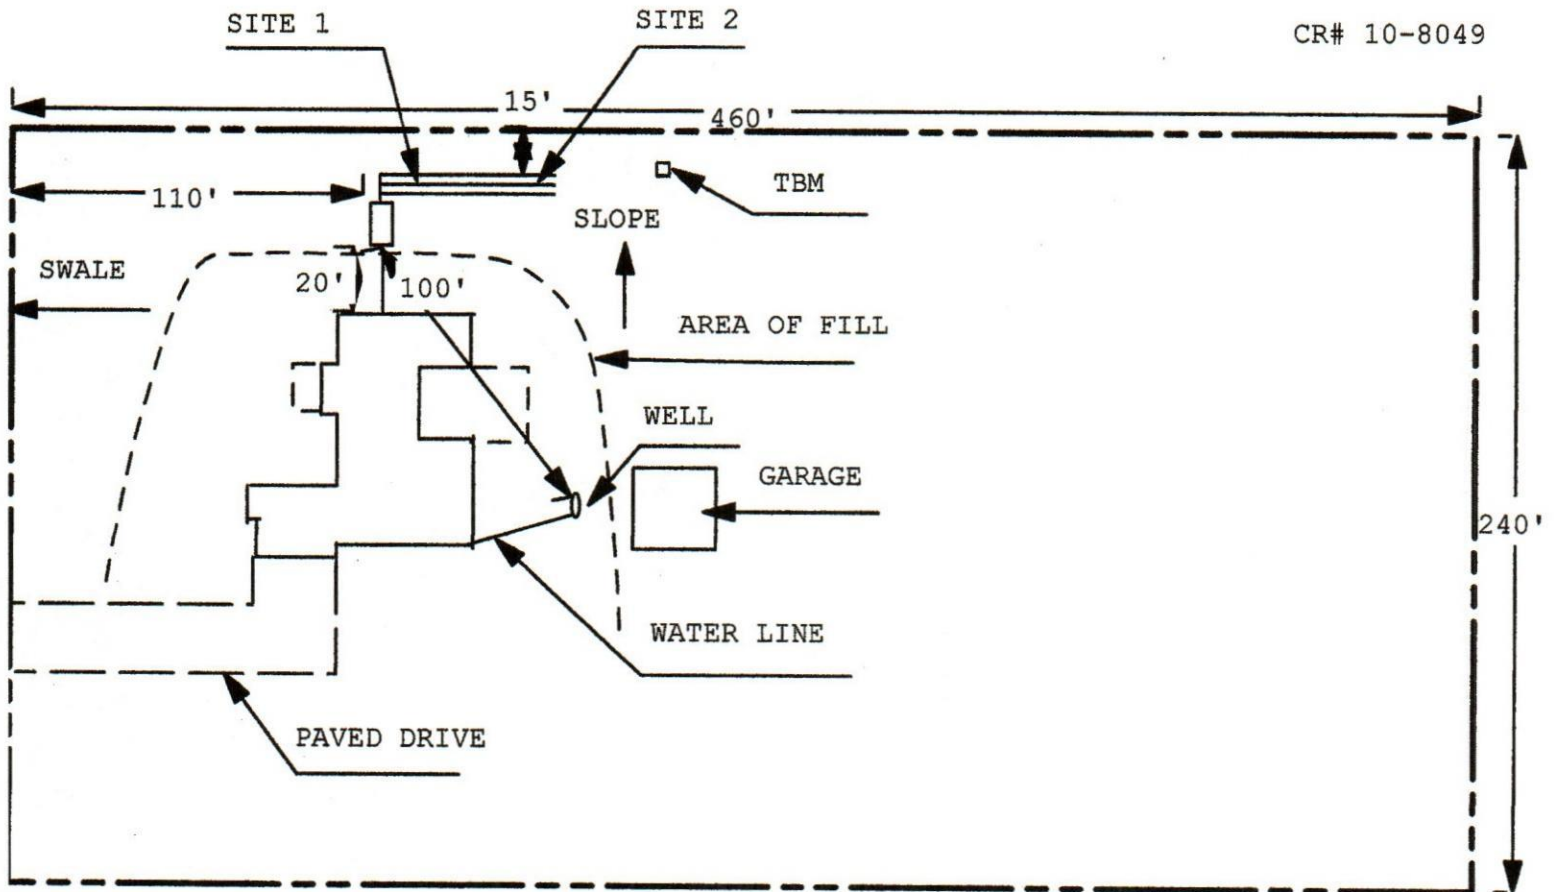 SITE 1
SITE 2
CR# 10-8049
15'
460'
110'
TBM
SLOPE
SWALE
20'
100'
AREA OF FILL
WELL
GARAGE
240'
WATER LINE
PAVED DRIVE